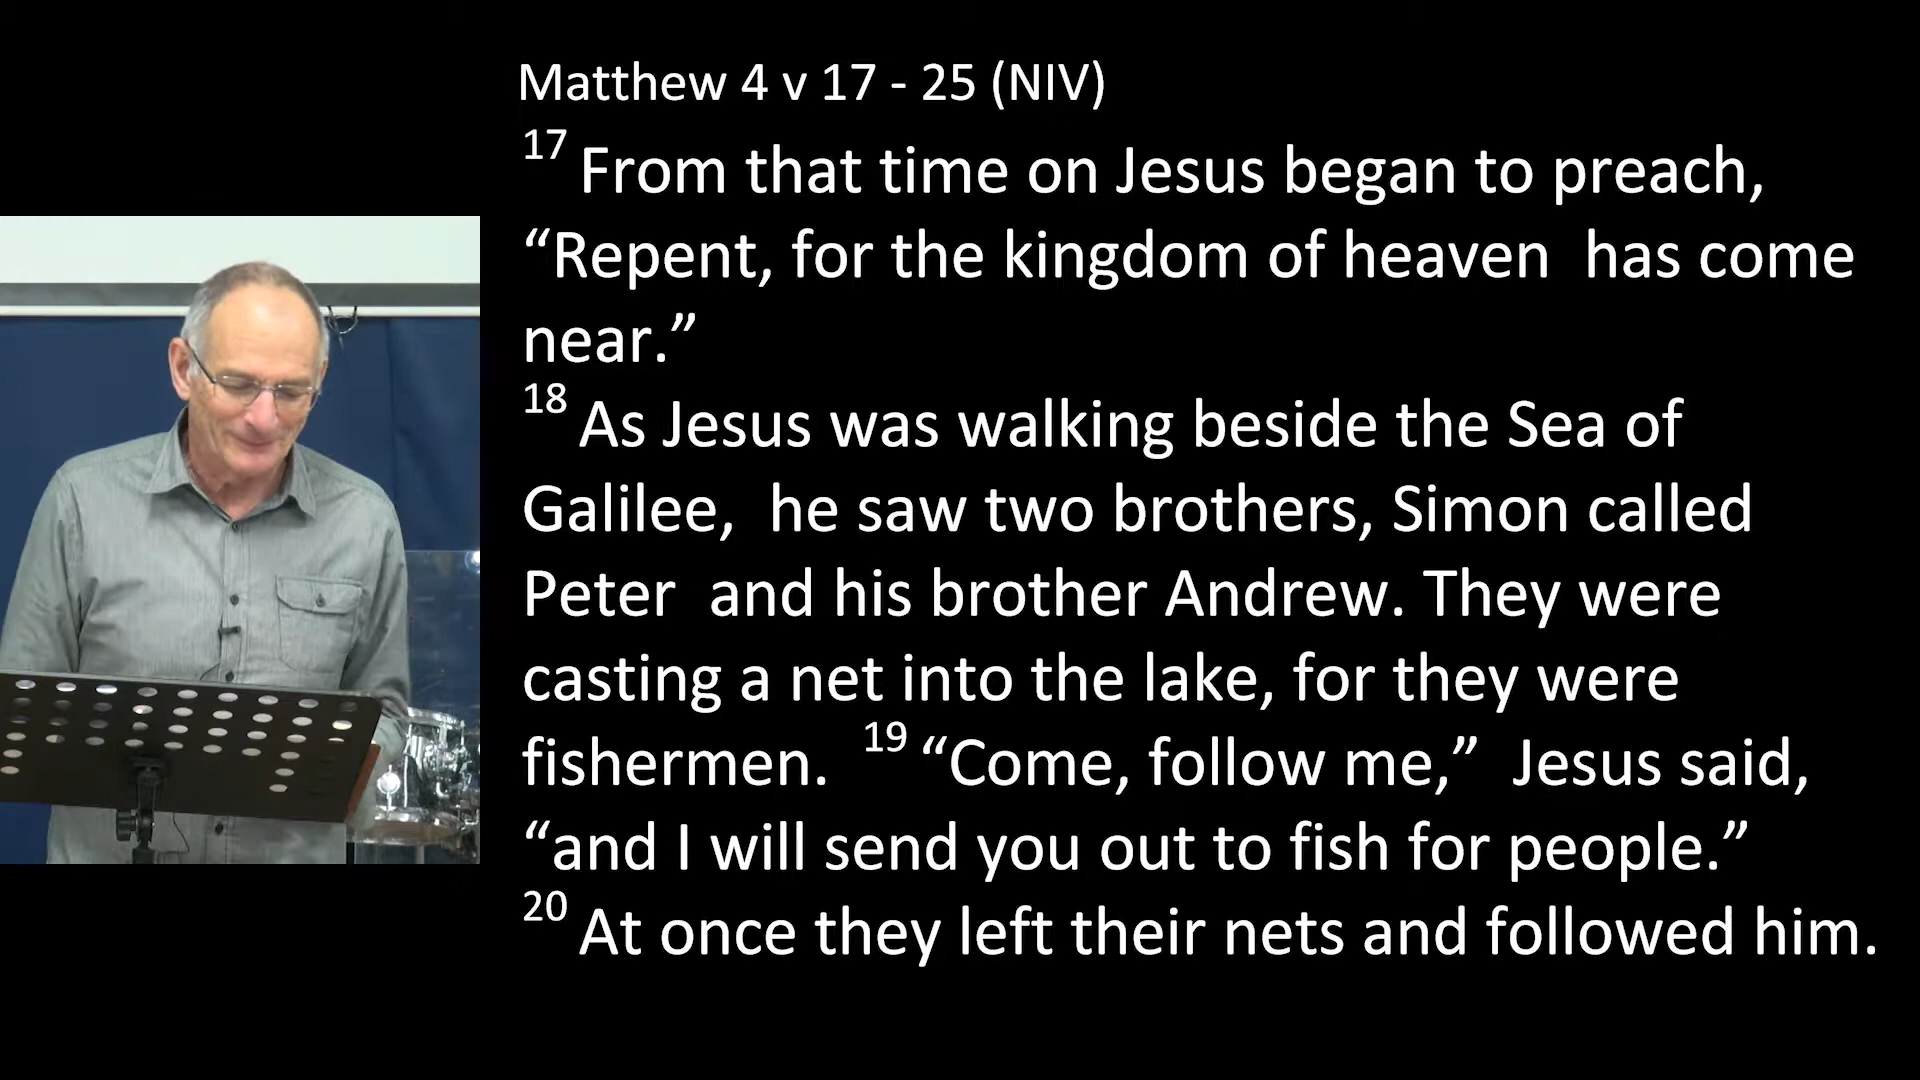 Matthew 4 v 17 - 25 (NIV)
17 From that time on Jesus began to preach,
“Repent, for the kingdom of heaven has come
near.”
18 As Jesus was walking beside the Sea of
Galilee, he saw two brothers, Simon called
Peter and his brother Andrew. They were
casting a net into the lake, for they were
fishermen. 19 “Come, follow me,” Jesus said,
“and I will send you out to fish for people.”
20 At once they left their nets and followed him.